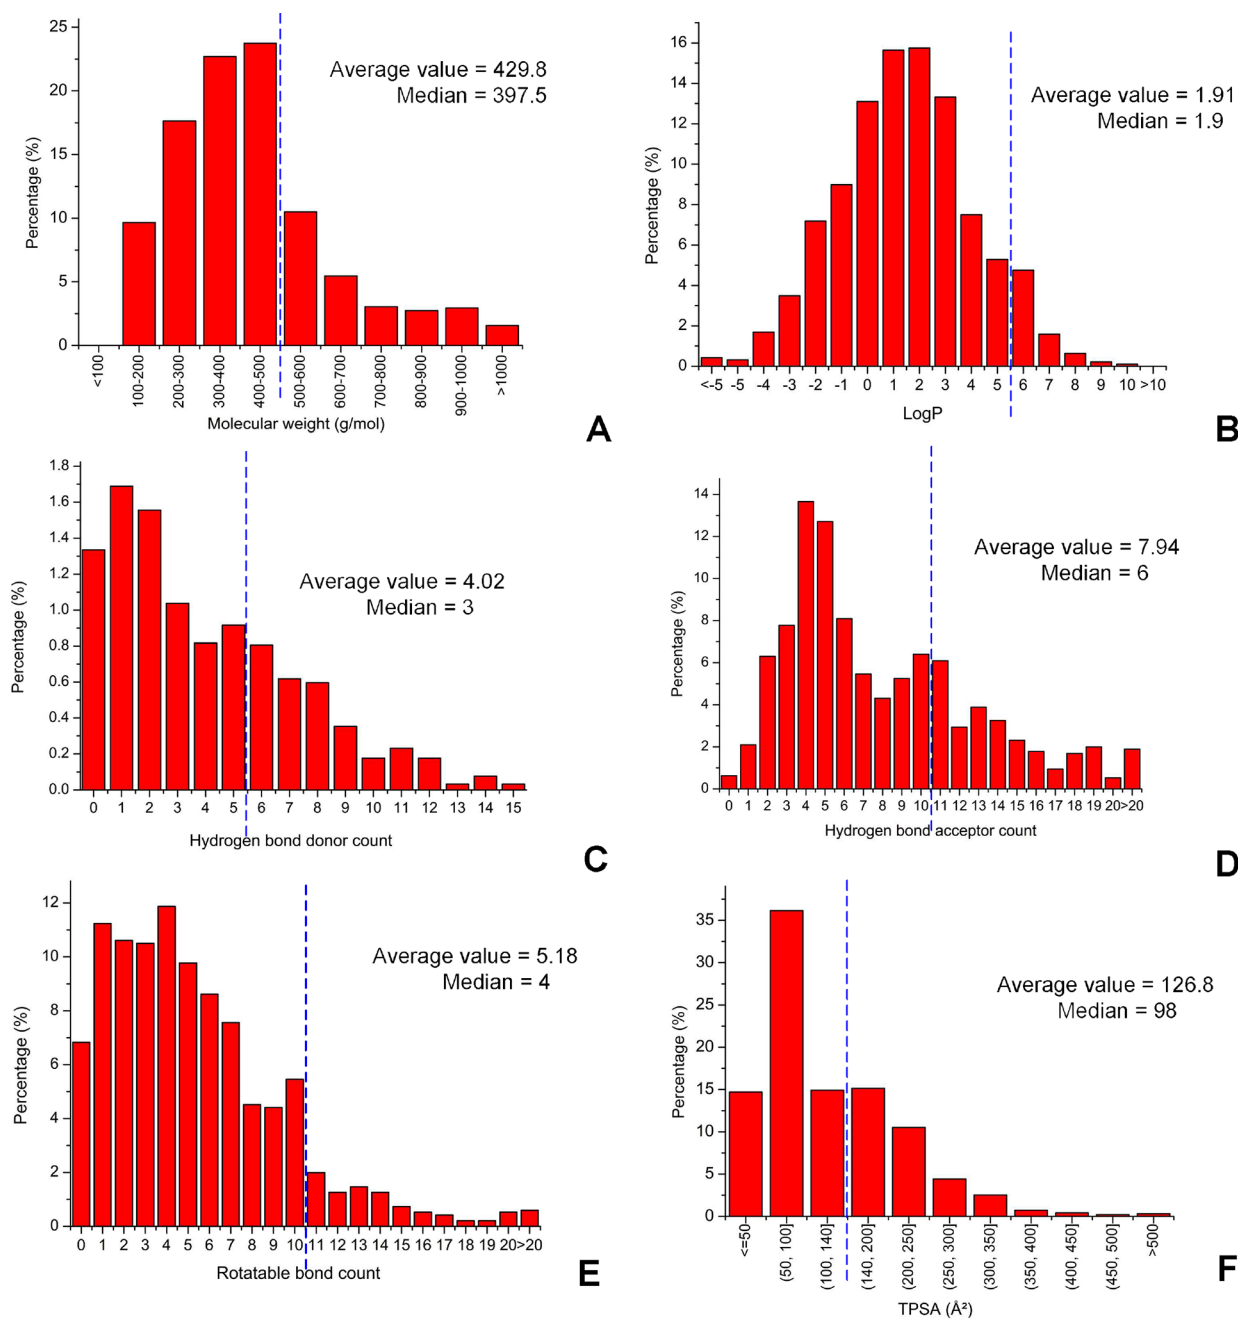 25
20
15
10
5
0
Percentage (%)
Average value = 429.8
Median = 397.5
<100
100-200
200-300
300-400
400-500
500-600
600-700
700-800
800-900
900-1000
>1000
Molecular weight (g/mol)
A
16
14
12
10
8
6
4
2
0
Percentage (%)
Average value = 1.91
Median = 1.9
<-5 -5 -4 -3 -2 -1 0 1 2 3 4 5 6 7 8 9 10 >10
LogP
B
1.8
1.6
1.4
1.2
1.0
0.8
0.6
0.4
0.2
0.0
Percentage (%)
Average value = 4.02
Median = 3
0 1 2 3 4 5 6 7 8 9 10 11 12 13 14 15
Hydrogen bond donor count
C
14
12
10
8
6
4
2
0
Percentage (%)
Average value = 7.94
Median = 6
0 1 2 3 4 5 6 7 8 9 10 11 12 13 14 15 16 17 18 19 20 >20
Hydrogen bond acceptor count
D
12
10
8
6
4
2
0
Percentage (%)
Average value = 5.18
Median = 4
0 1 2 3 4 5 6 7 8 9 10 11 12 13 14 15 16 17 18 19 20 >20
Rotatable bond count
E
35
30
25
20
15
10
5
0
Percentage (%)
Average value = 126.8
Median = 98
<=50
(50, 100]
(100, 140]
(140, 200]
(200, 250]
(250, 300]
(300, 350]
(350, 400]
(400, 450]
(450, 500]
>500
TPSA (Å²)
F